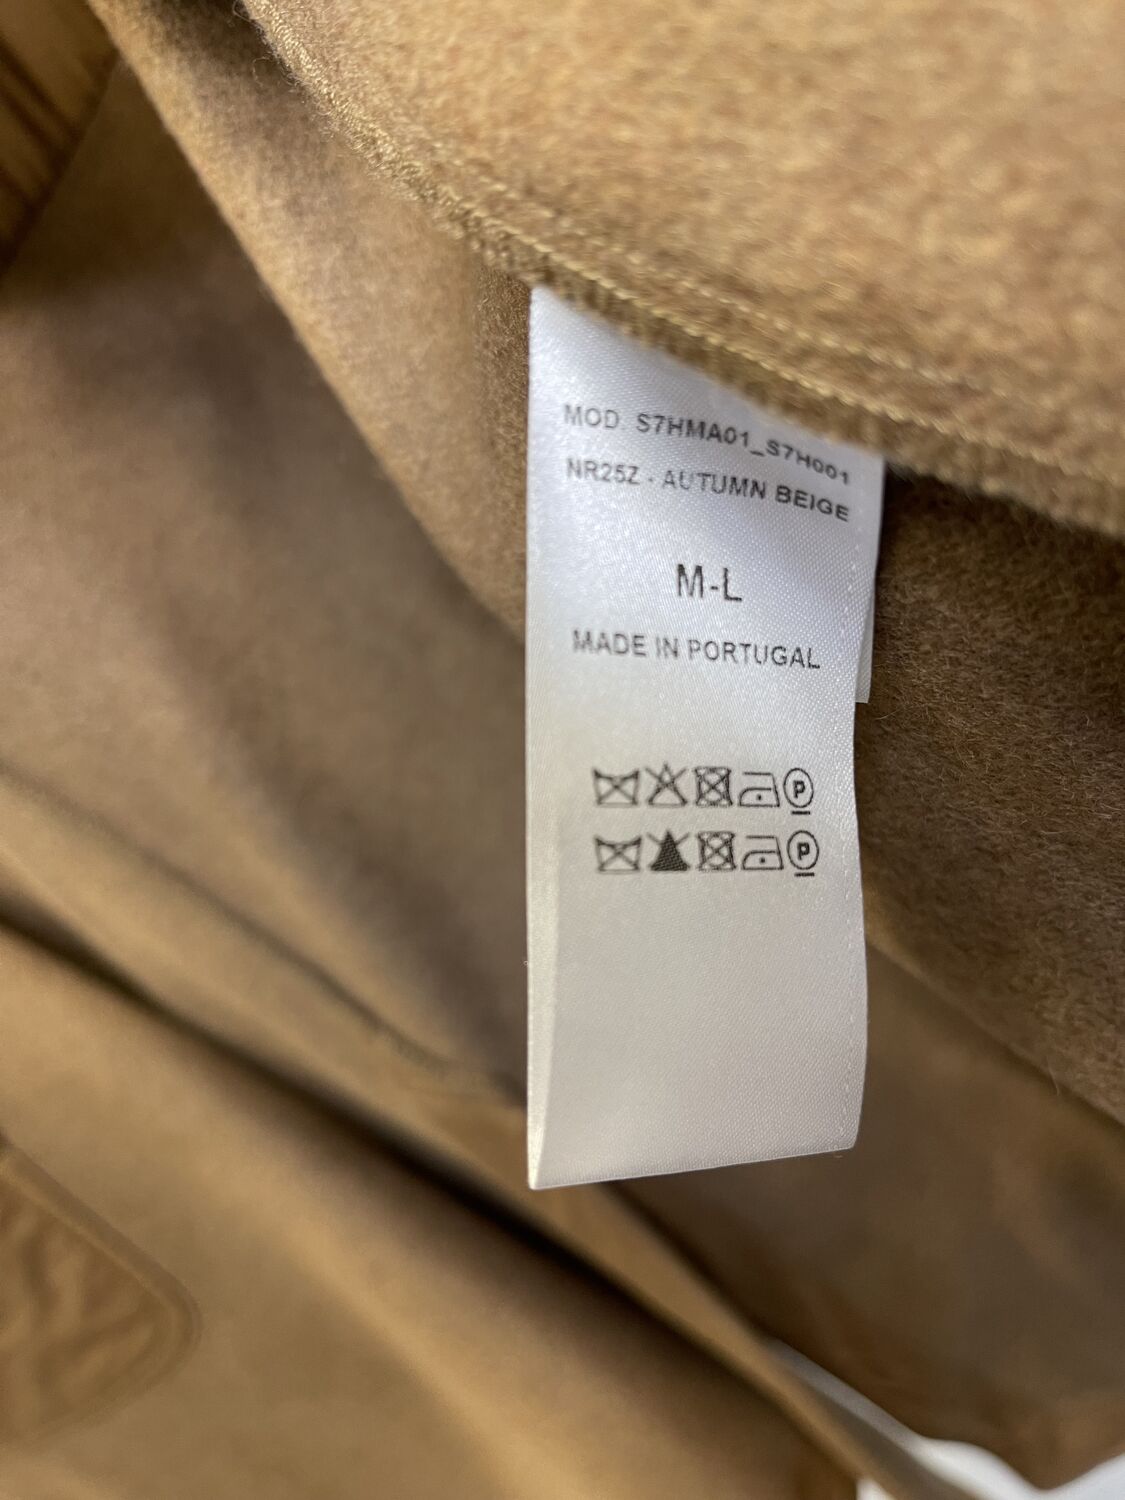 MOD S7HMA01_S7H001
NR25Z - AUTUMN BEIGE
M-L
MADE IN PORTUGAL
P
P